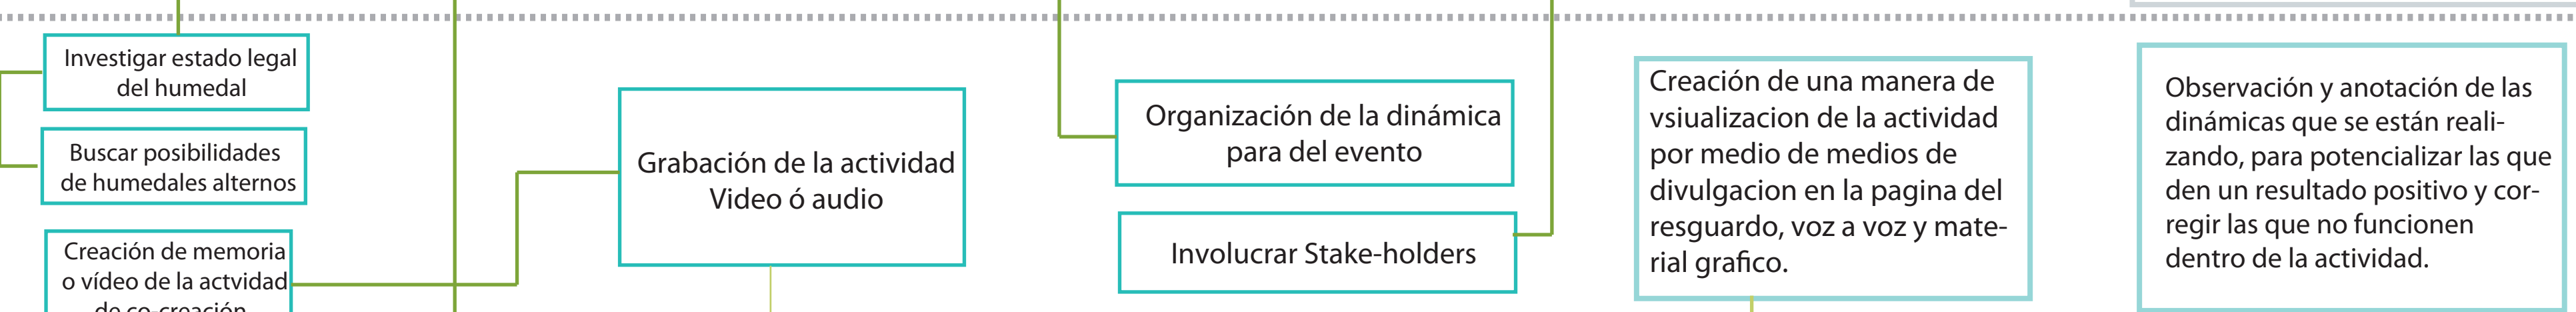 Investigar estado legal
del humedal
Buscar posibilidades
de humedales alternos
Creación de memoria
o vídeo de la actvidad
de co-creación
Grabación de la actividad
Video ó audio
Organización de la dinámica
para del evento
Involucrar Stake-holders
Creación de una manera de
vsiualizacion de la actividad
por medio de medios de
divulgacion en la pagina del
resguardo, voz a voz y mate-
rial grafico.
Observación y anotación de las
dinámicas que se están reali-
zando, para potencializar las que
den un resultado positivo y cor-
regir las que no funcionen
dentro de la actividad.